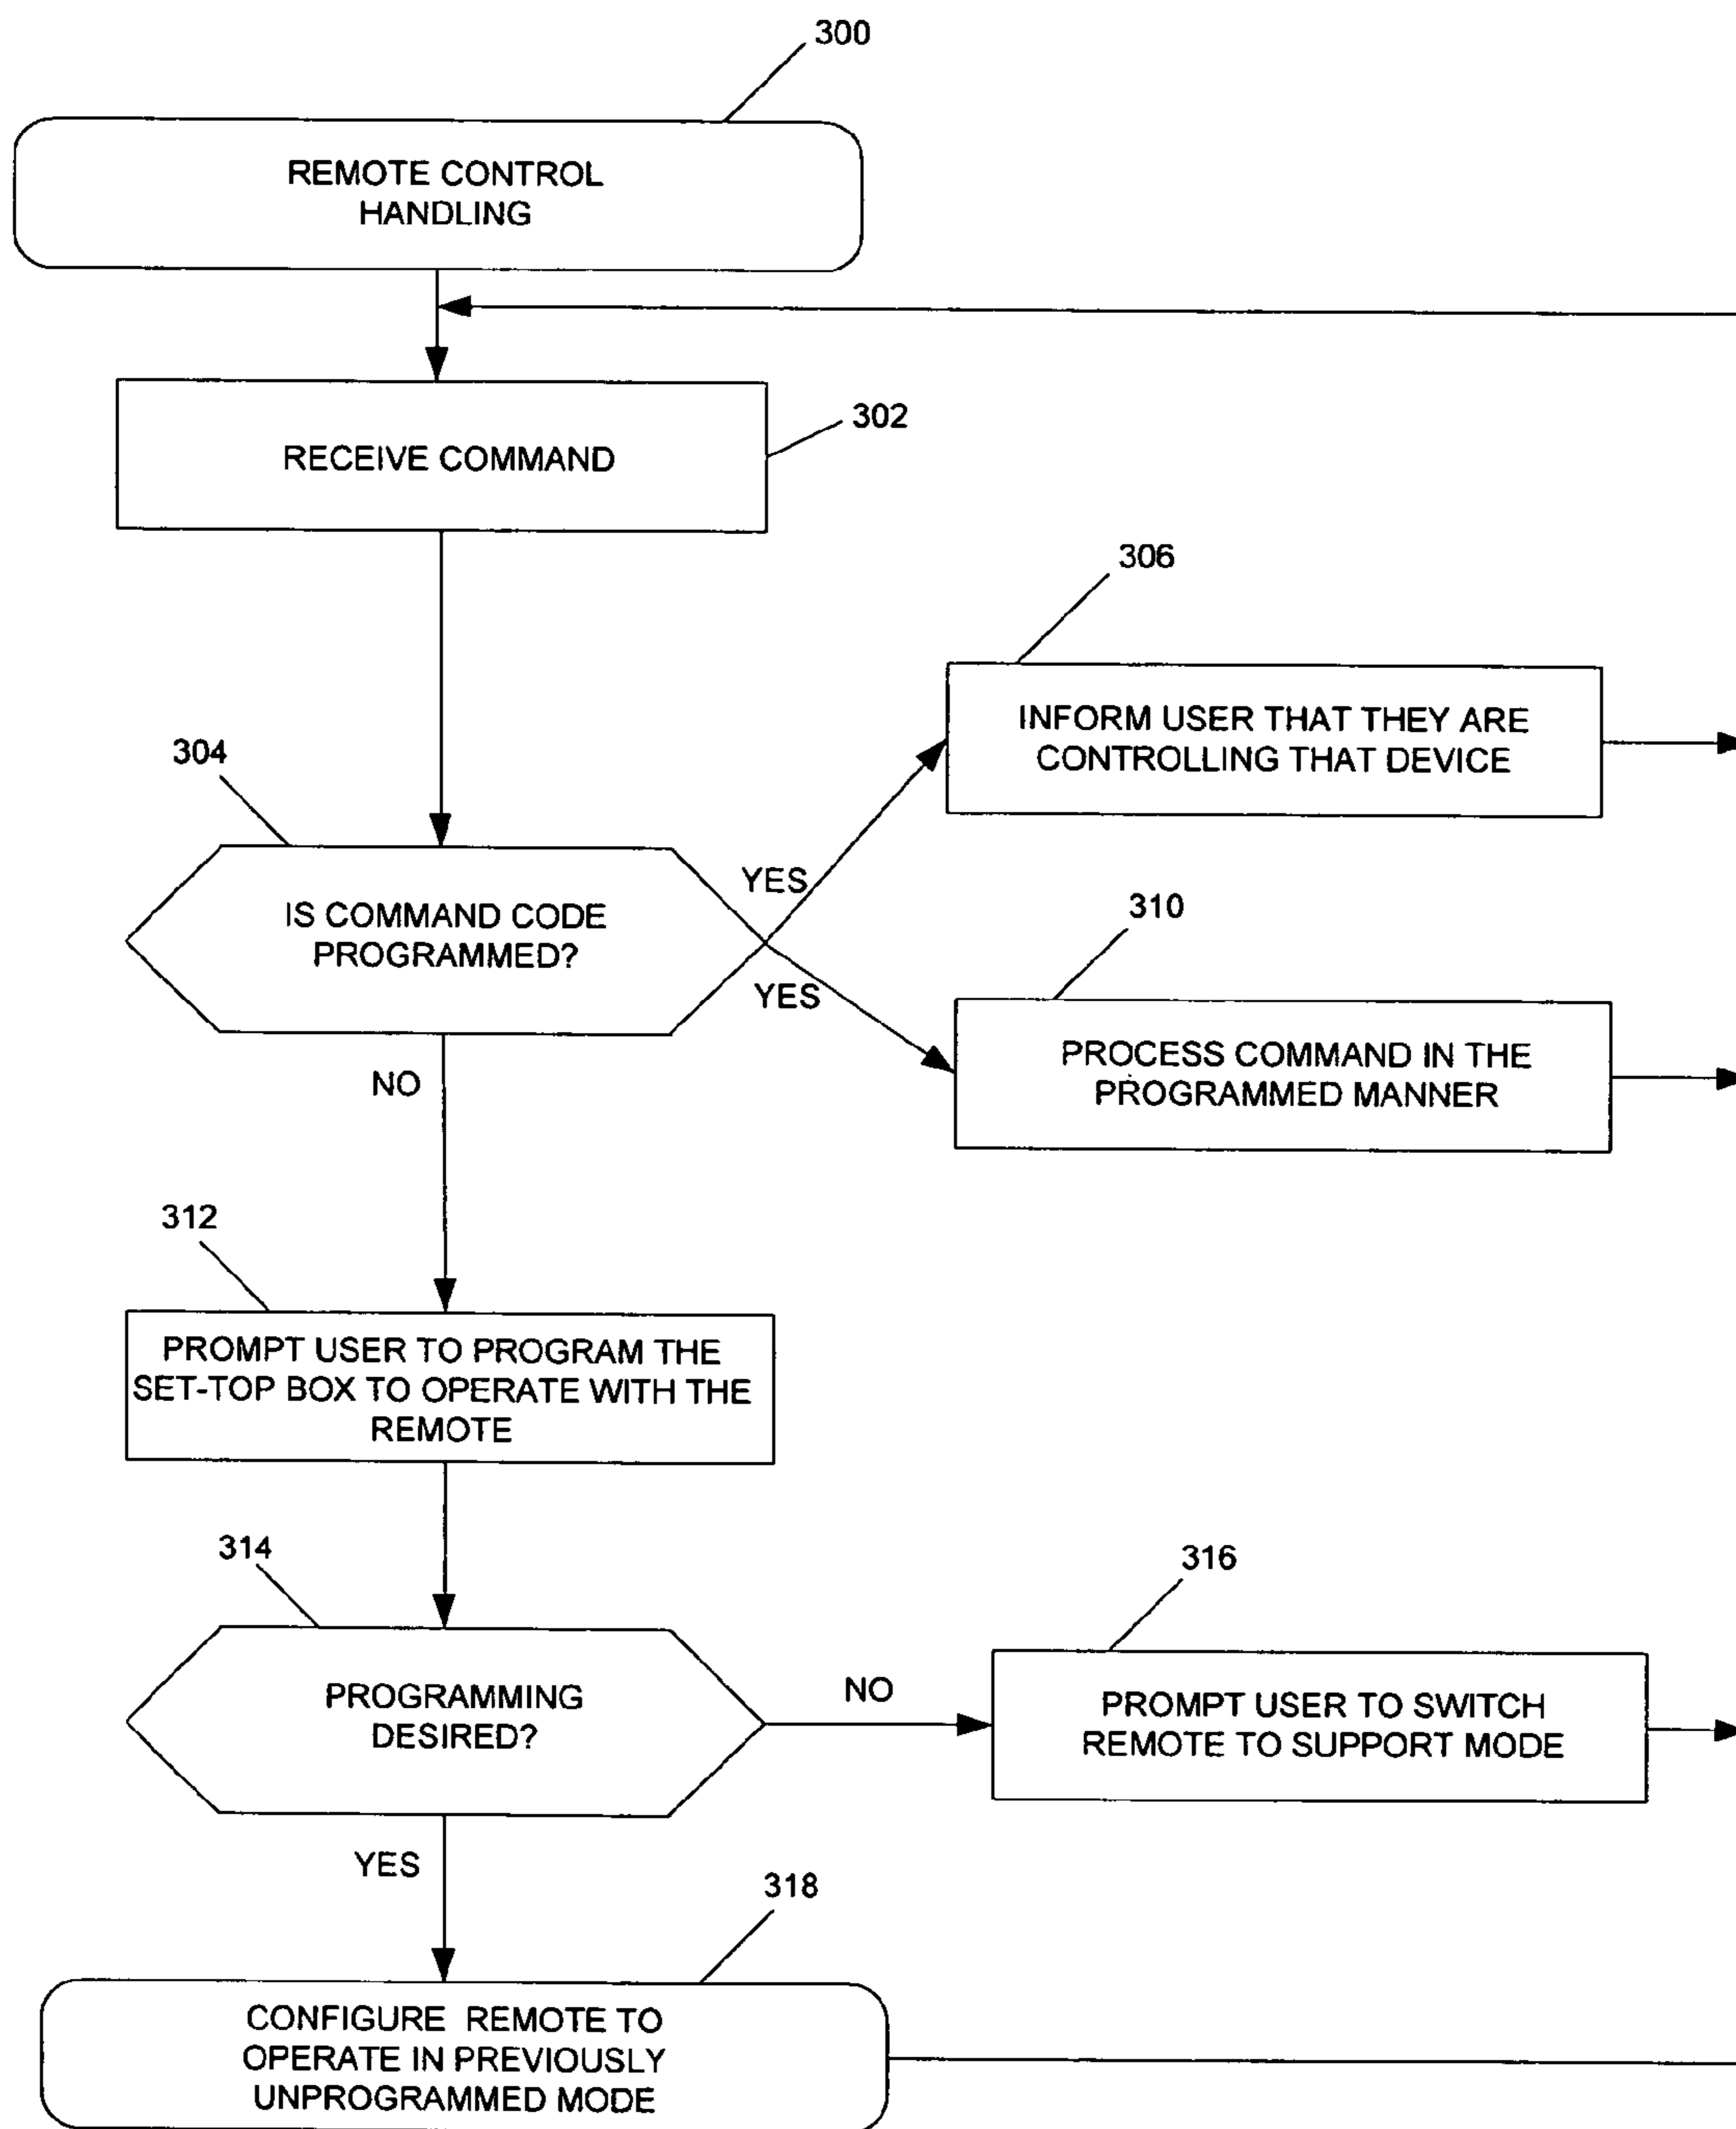 300
REMOTE CONTROL
HANDLING
302
RECEIVE COMMAND
306
INFORM USER THAT THEY ARE
CONTROLLING THAT DEVICE
304
IS COMMAND CODE
PROGRAMMED?
YES
YES
310
PROCESS COMMAND IN THE
PROGRAMMED MANNER
NO
312
PROMPT USER TO PROGRAM THE
SET-TOP BOX TO OPERATE WITH THE
REMOTE
314
PROGRAMMING
DESIRED?
NO
316
PROMPT USER TO SWITCH
REMOTE TO SUPPORT MODE
YES
318
CONFIGURE REMOTE TO
OPERATE IN PREVIOUSLY
UNPROGRAMMED MODE